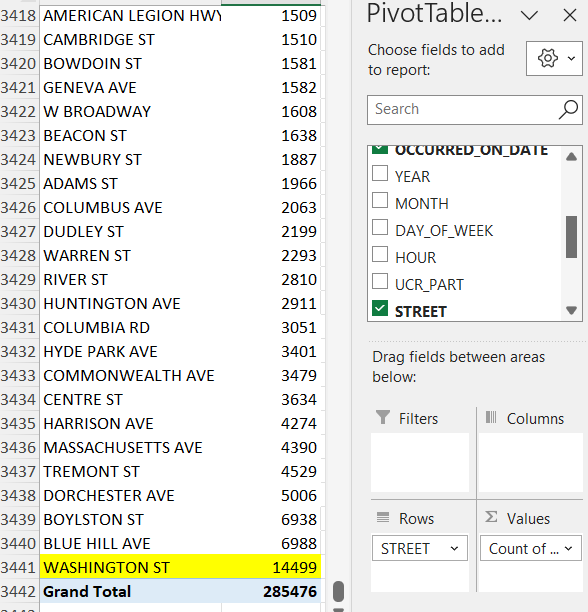 3418 AMERICAN LEGION HWY 1509
3419 CAMBRIDGE ST 1510
3420 BOWDOIN ST 1581
3421 GENEVA AVE 1582
3422 W BROADWAY 1608
3423 BEACON ST 1638
3424 NEWBURY ST 1887
3425 ADAMS ST 1966
3426 COLUMBUS AVE 2063
3427 DUDLEY ST 2199
3428 WARREN ST 2293
3429 RIVER ST 2810
3430 HUNTINGTON AVE 2911
3431 COLUMBIA RD 3051
3432 HYDE PARK AVE 3401
3433 COMMONWEALTH AVE 3479
3434 CENTRE ST 3634
3435 HARRISON AVE 4274
3436 MASSACHUSETTS AVE 4390
3437 TREMONT ST 4529
3438 DORCHESTER AVE 5006
3439 BOYLSTON ST 6938
3440 BLUE HILL AVE 6988
3441 WASHINGTON ST 14499
3442 Grand Total 285476
PivotTable...
Choose fields to add
to report:
Search
OCCURRED_ON_DATE
YEAR
MONTH
DAY_OF_WEEK
HOUR
UCR_PART
STREET
Drag fields between areas
below:
Filters
Columns
Rows
Σ Values
STREET
Count of ...